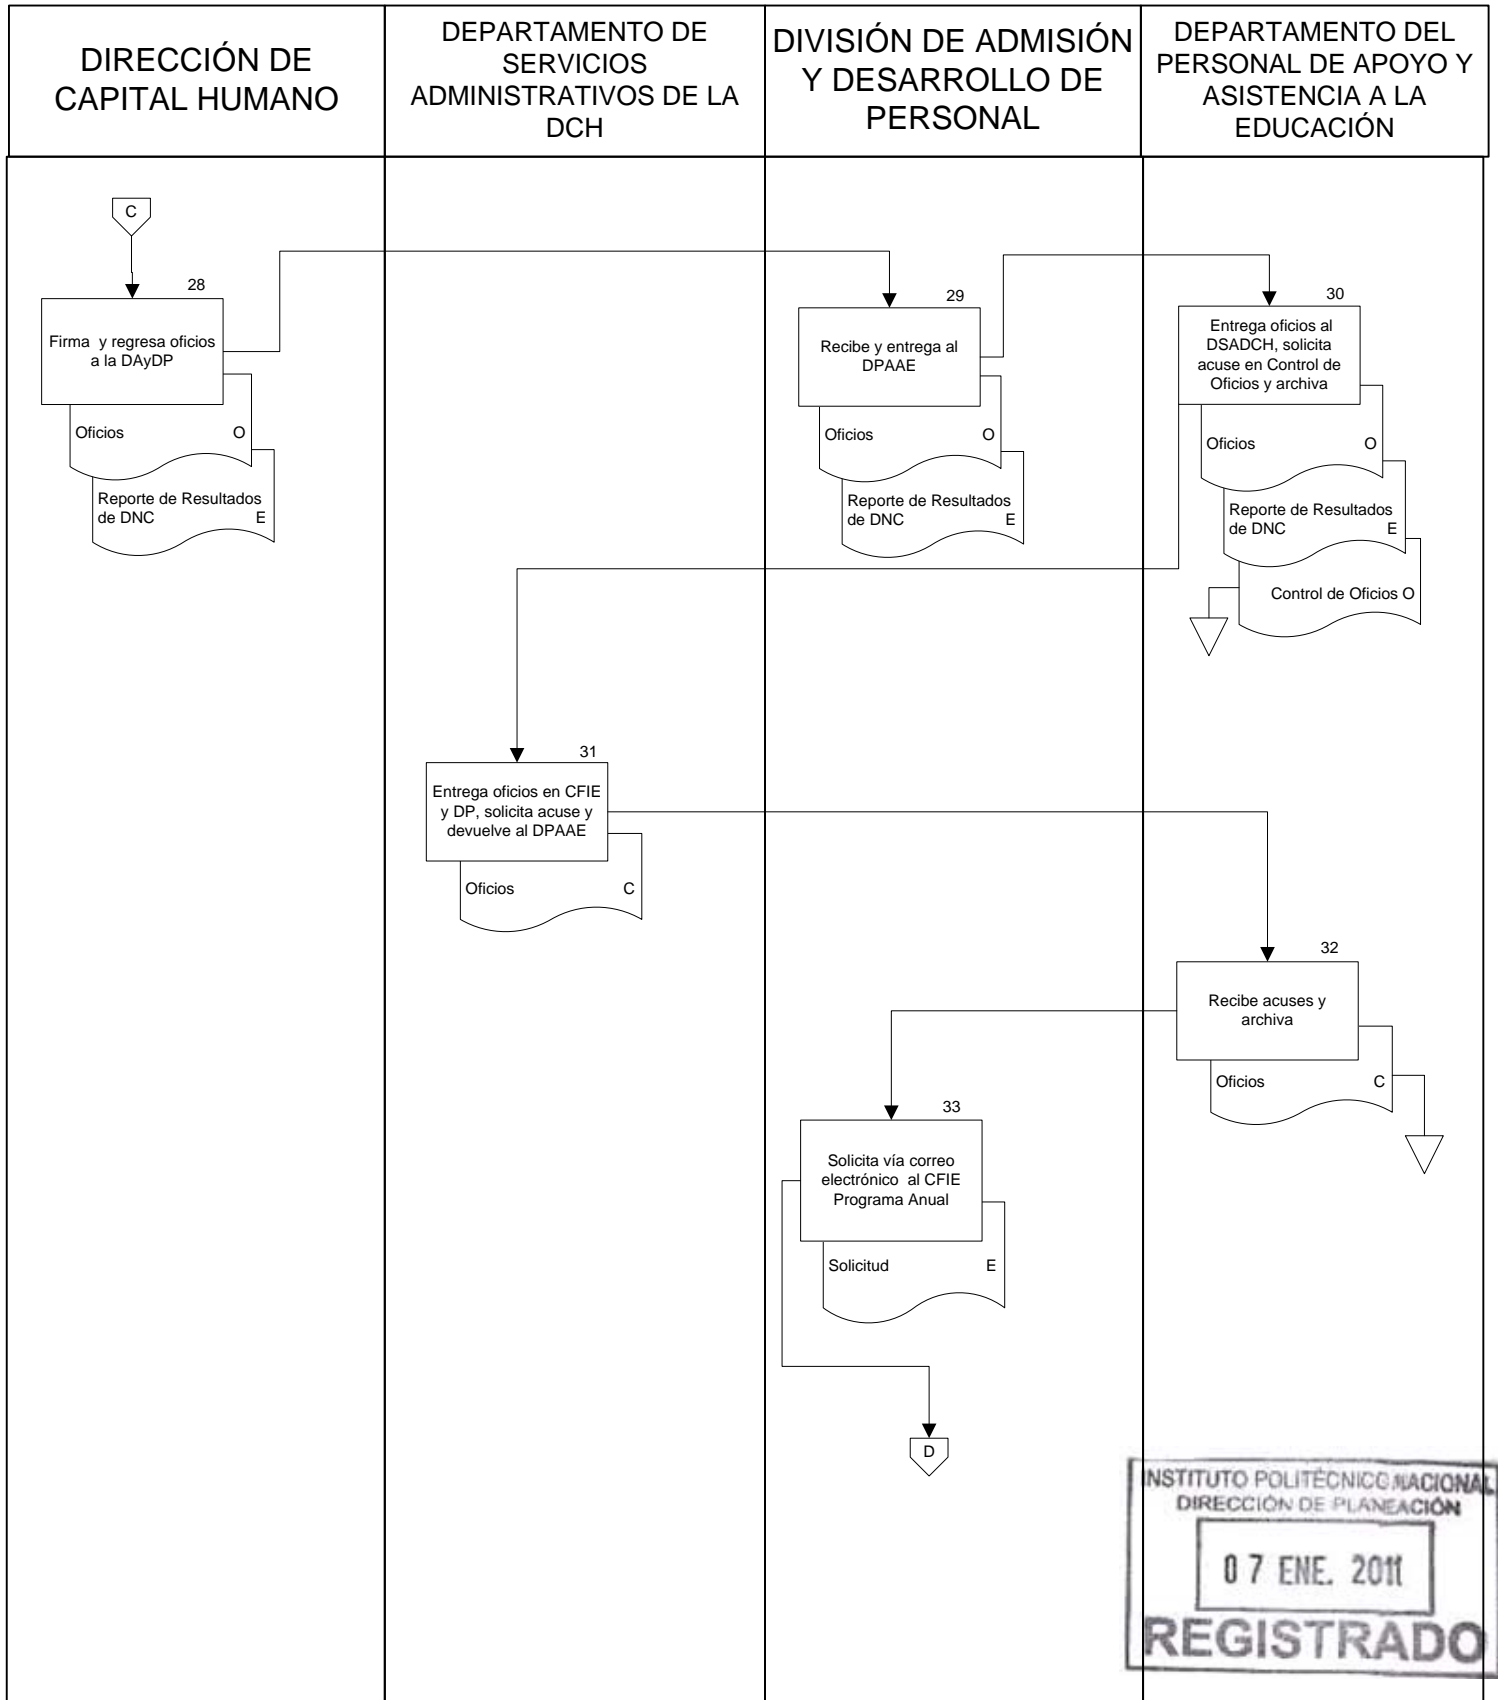 DIRECCIÓN DE
CAPITAL HUMANO
DEPARTAMENTO DE
SERVICIOS
ADMINISTRATIVOS DE LA
DCH
DIVISIÓN DE ADMISIÓN
Y DESARROLLO DE
PERSONAL
DEPARTAMENTO DEL
PERSONAL DE APOYO Y
ASISTENCIA A LA
EDUCACIÓN
C
28
Firma y regresa oficios
a la DAyDP
Oficios O
Reporte de Resultados
de DNC E
29
Recibe y entrega al
DPAAE
Oficios O
Reporte de Resultados
de DNC E
30
Entrega oficios al
DSADCH, solicita
acuse en Control de
Oficios y archiva
Oficios O
Reporte de Resultados
de DNC E
Control de Oficios O
31
Entrega oficios en CFIE
y DP, solicita acuse y
devuelve al DPAAE
Oficios C
32
Recibe acuses y
archiva
Oficios C
33
Solicita vía correo
electrónico al CFIE
Programa Anual
Solicitud E
D
INSTITUTO POLITÉCNICO NACIONAL
DIRECCIÓN DE PLANEACIÓN
07 ENE. 2011
REGISTRADO